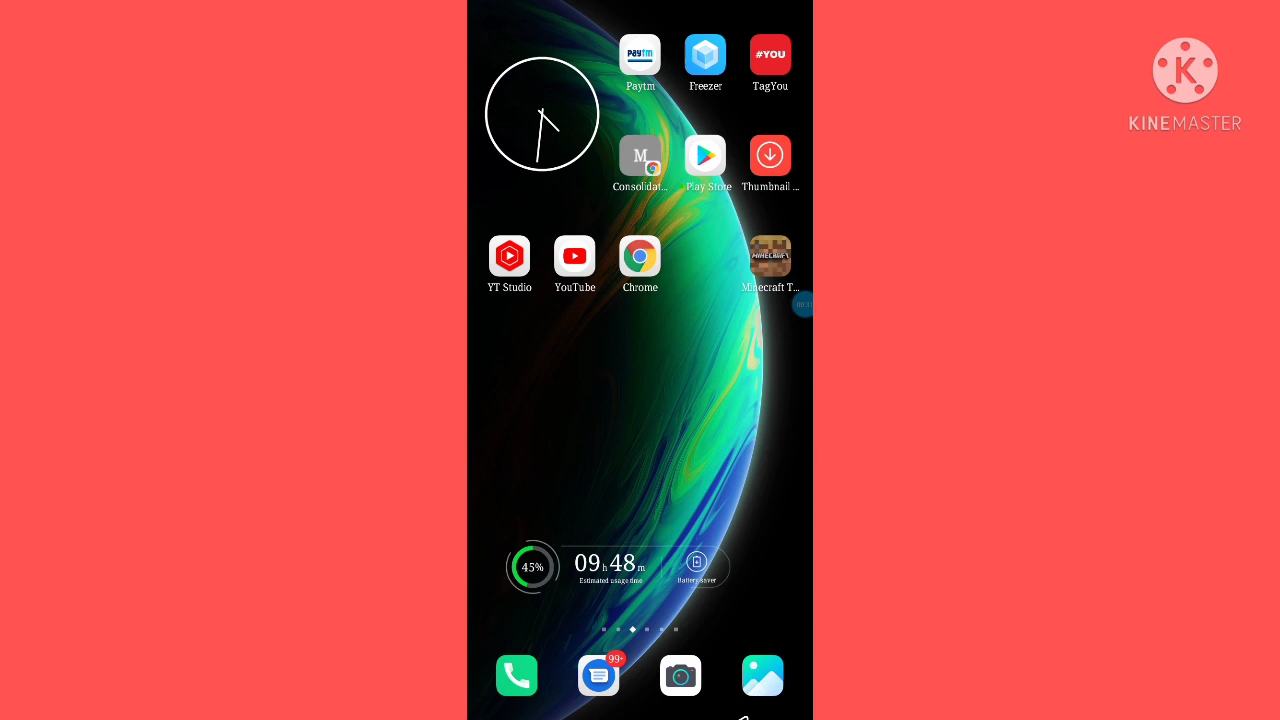 Paytm
#YOU
Paytm
Freezer
TagYou
M
Consolidat...
Play Store
Thumbnail ...
MINECRAFT
YT Studio
YouTube
Chrome
Minecraft T...
45%
09h48m
Estimated usage time
Battery saver
99+
K
KINEMASTER